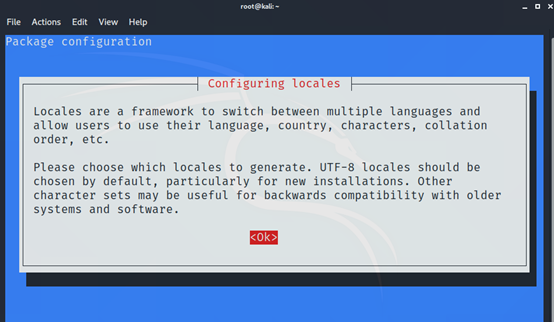 root@kali: ~
File Actions Edit View Help
Package configuration
Configuring locales
Locales are a framework to switch between multiple languages and
allow users to use their language, country, characters, collation
order, etc.
Please choose which locales to generate. UTF-8 locales should be
chosen by default, particularly for new installations. Other
character sets may be useful for backwards compatibility with older
systems and software.
<Ok>